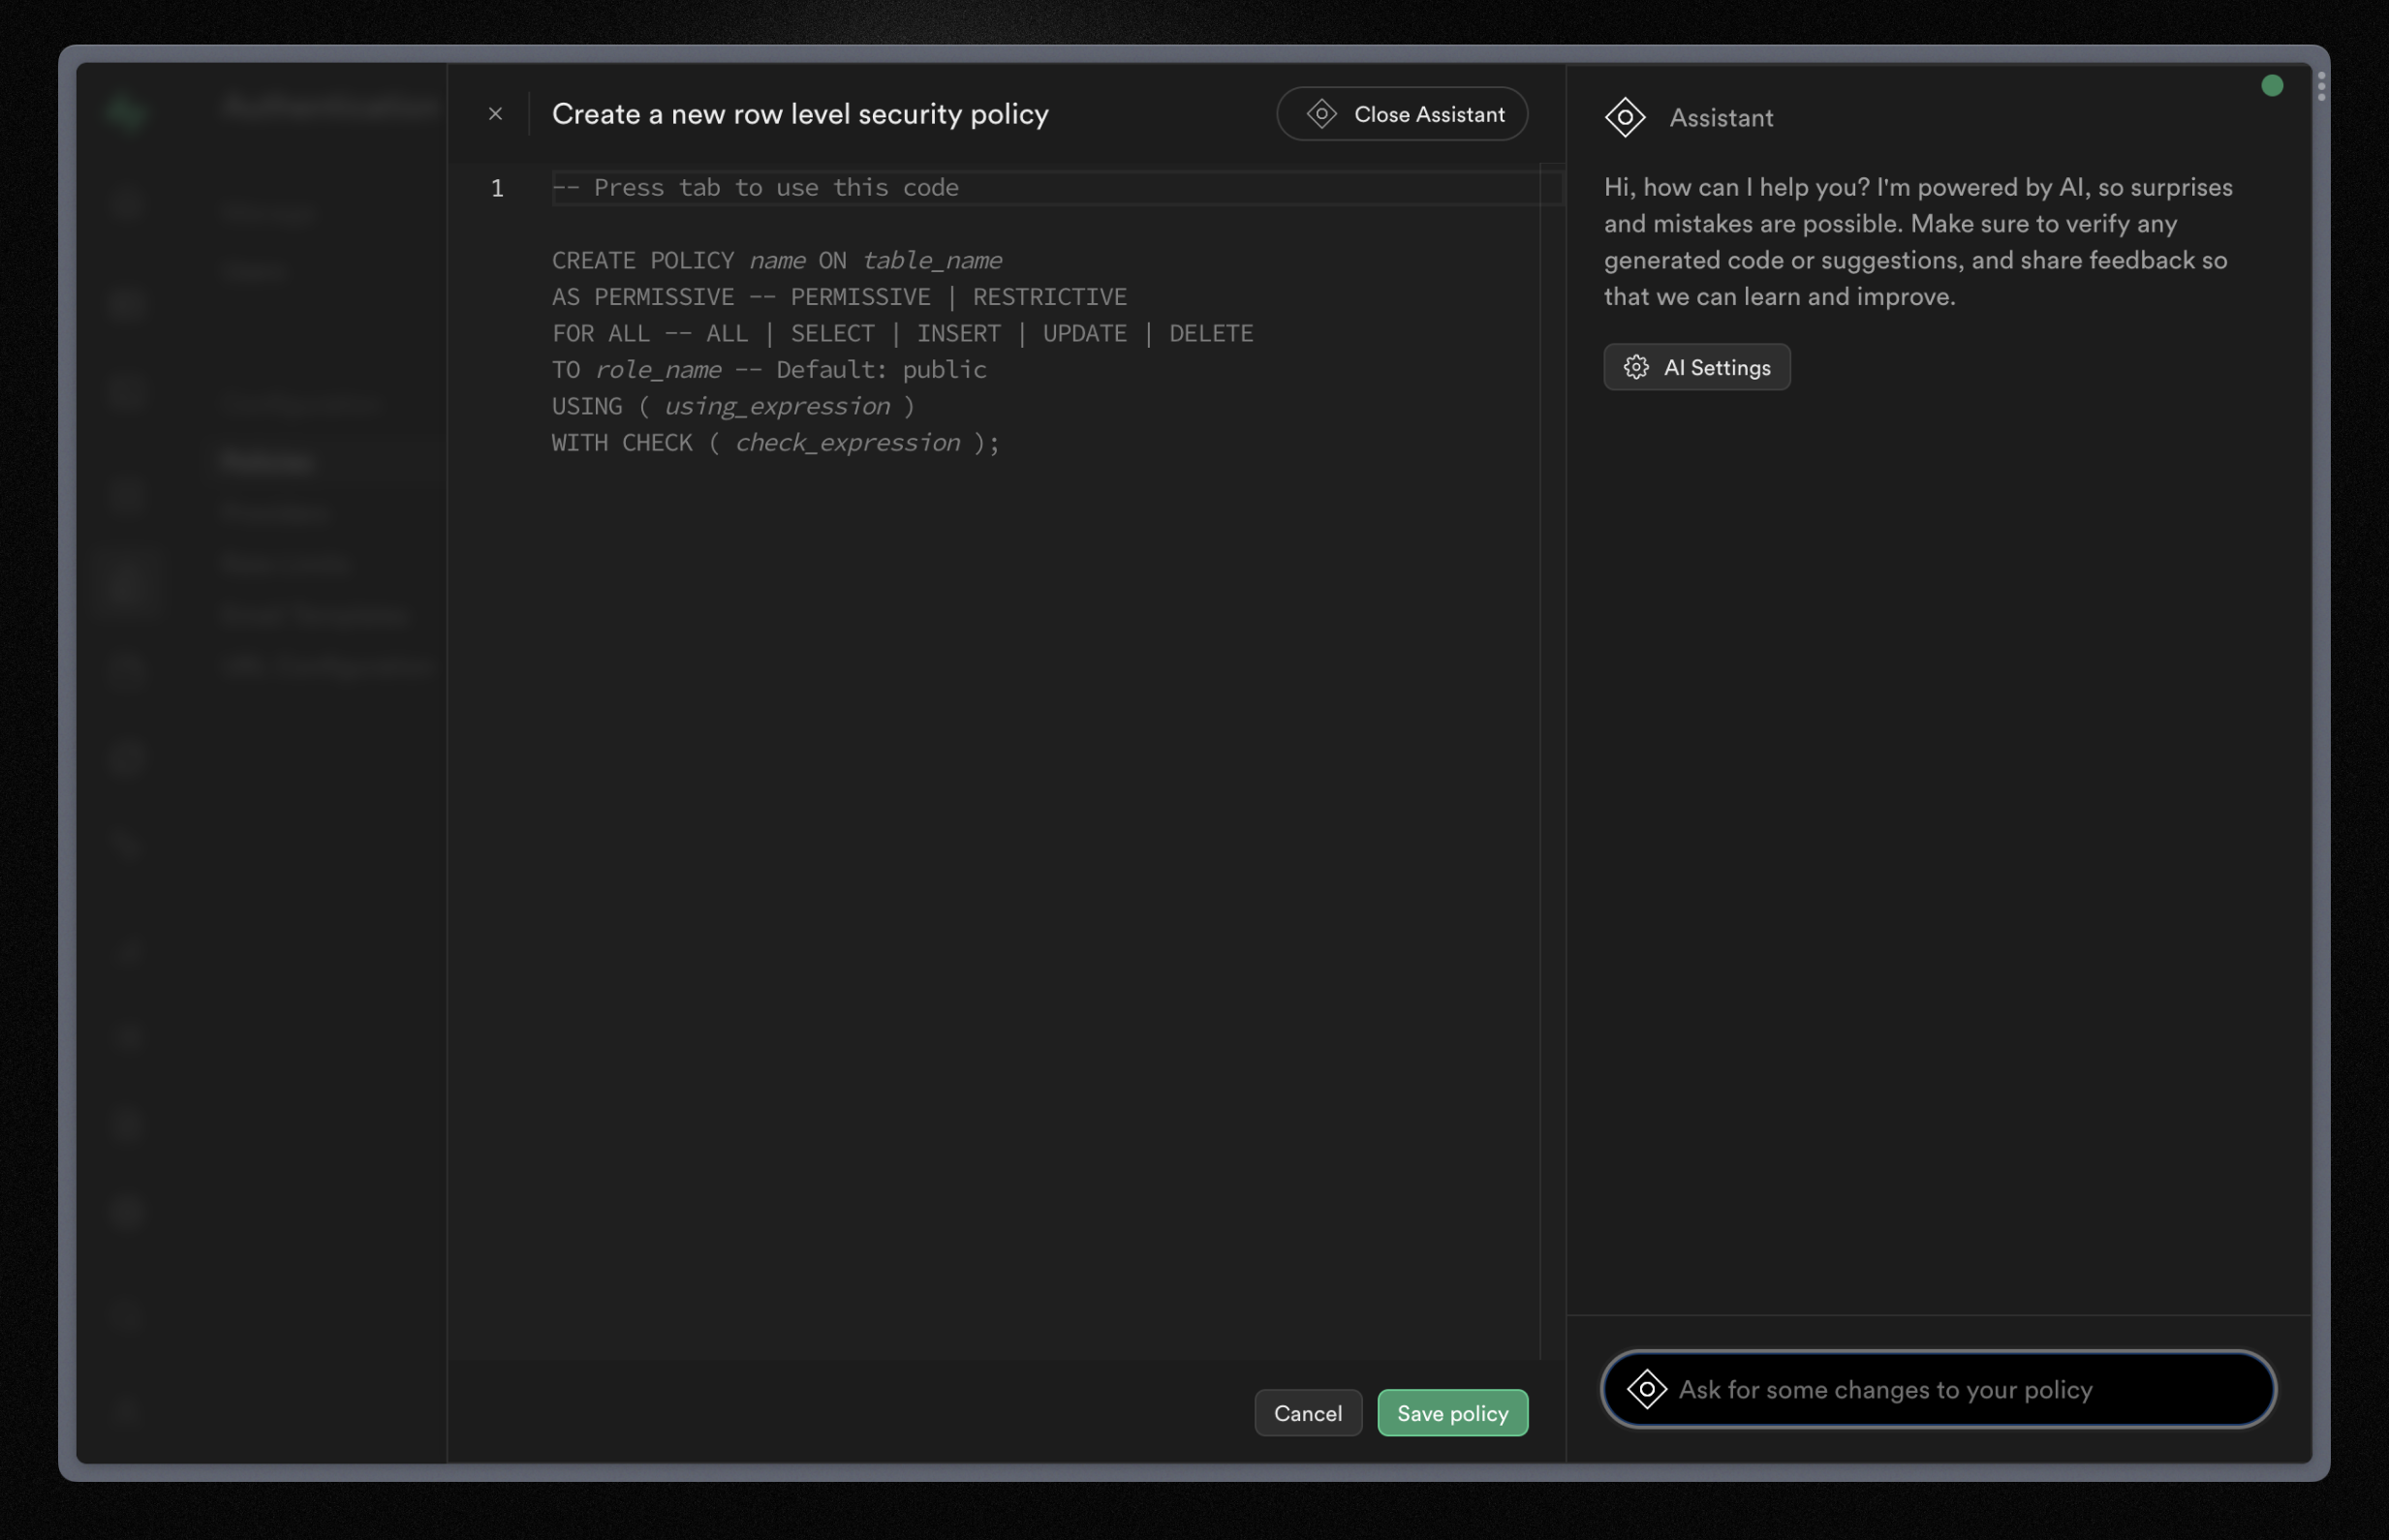 Create a new row level security policy
Close Assistant
1
-- Press tab to use this code
CREATE POLICY name ON table_name
AS PERMISSIVE -- PERMISSIVE | RESTRICTIVE
FOR ALL -- ALL | SELECT | INSERT | UPDATE | DELETE
TO role_name -- Default: public
USING ( using_expression )
WITH CHECK ( check_expression );
Cancel
Save policy
Assistant
Hi, how can I help you? I'm powered by AI, so surprises
and mistakes are possible. Make sure to verify any
generated code or suggestions, and share feedback so
that we can learn and improve.
AI Settings
Ask for some changes to your policy